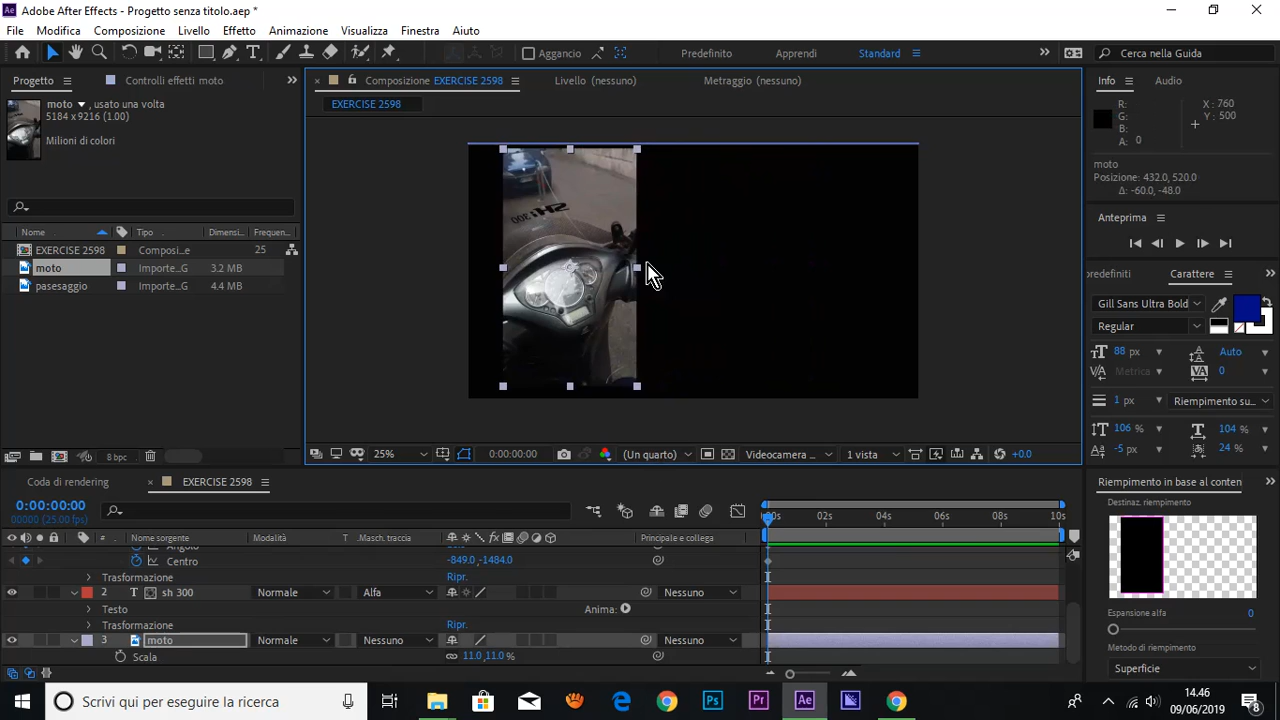 Adobe After Effects - Progetto senza titolo.aep *
File Modifica Composizione Livello Effetto Animazione Visualizza Finestra Aiuto
Aggancio Predefinito Apprendi Standard Cerca nella Guida
Progetto Controlli effetti moto
Composizione EXERCISE 2598 Livello (nessuno) Metraggio (nessuno)
Info Audio
EXERCISE 2598
moto , usato una volta
5184 x 9216 (1.00)
Milioni di colori
R:
G:
B:
A: 0
X : 760
Y : 500
moto
Posizione: 432.0, 520.0
Δ: -60.0, -48.0
Anteprima
Nome Tipo Dimensi... Frequen...
EXERCISE 2598 Composi...e 25
moto Importe...G 3.2 MB
pasesaggio Importe...G 4.4 MB
redefiniti Carattere
Gill Sans Ultra Bold
Regular
88 px Auto
Metrica 0
1 px Riempimento su...
106 % 104 %
-5 px 24 %
8 bpc
25% 0:00:00:00 (Un quarto) Videocamera ... 1 vista +0.0
Coda di rendering EXERCISE 2598
Riempimento in base al conten
Destinaz. riempimento
Espansione alfa 0
Metodo di riempimento
Superficie
0:00:00:00
00000 (25.00 fps)
00s 02s 04s 06s 08s 10s
# Nome sorgente Modalità T .Masch. traccia Principale e collega
Angolo
Centro -849.0,-1484.0
Trasformazione Ripr.
2 T sh 300 Normale Alfa Nessuno
Testo Anima:
Trasformazione Ripr.
3 moto Normale Nessuno Nessuno
Scala 11.0,11.0 %
Scrivi qui per eseguire la ricerca
Ps Pr Ae
14.46
09/06/2019
8